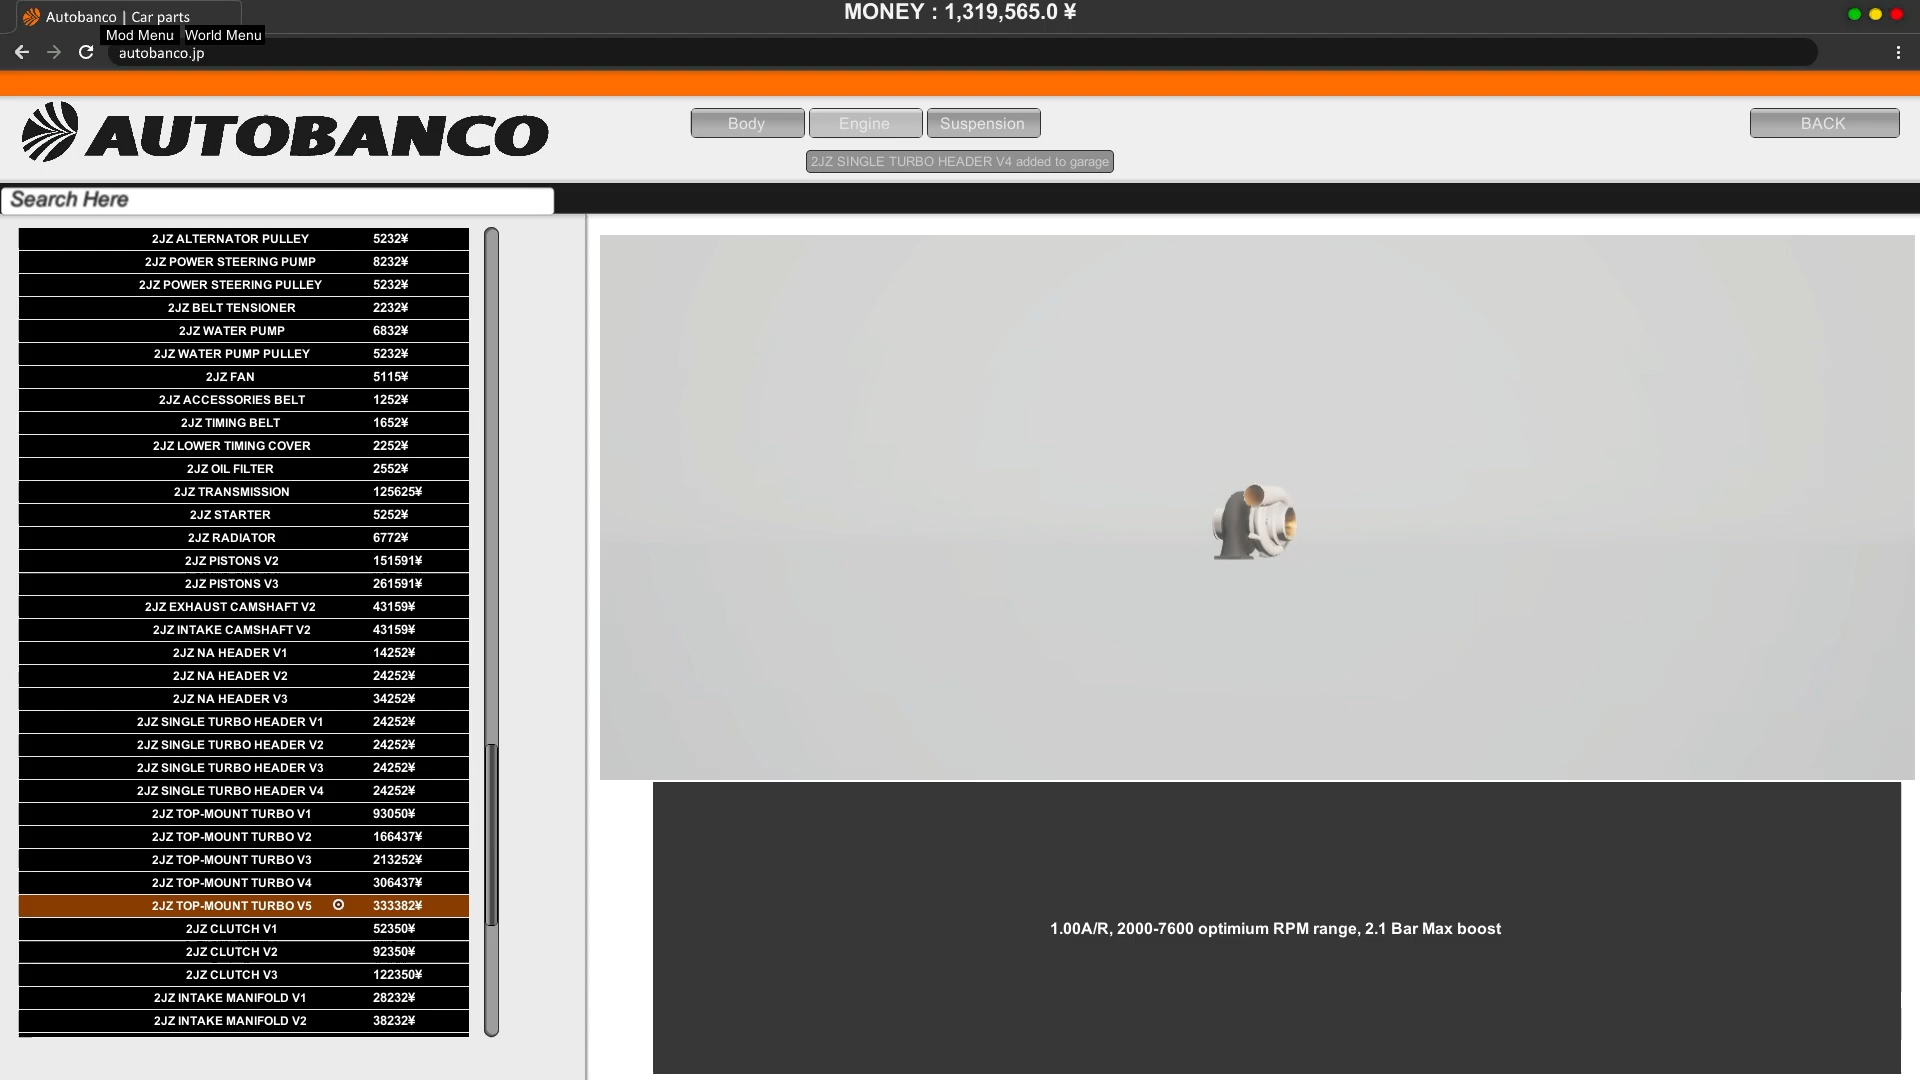 Autobanco | Car parts
MONEY : 1,319,565.0 ¥
Mod Menu World Menu
autobanco.jp
AUTOBANCO
Body Engine Suspension
BACK
2JZ SINGLE TURBO HEADER V4 added to garage
Search Here
2JZ ALTERNATOR PULLEY 5232¥
2JZ POWER STEERING PUMP 8232¥
2JZ POWER STEERING PULLEY 5232¥
2JZ BELT TENSIONER 2232¥
2JZ WATER PUMP 6832¥
2JZ WATER PUMP PULLEY 5232¥
2JZ FAN 5115¥
2JZ ACCESSORIES BELT 1252¥
2JZ TIMING BELT 1652¥
2JZ LOWER TIMING COVER 2252¥
2JZ OIL FILTER 2552¥
2JZ TRANSMISSION 125625¥
2JZ STARTER 5252¥
2JZ RADIATOR 6772¥
2JZ PISTONS V2 151591¥
2JZ PISTONS V3 261591¥
2JZ EXHAUST CAMSHAFT V2 43159¥
2JZ INTAKE CAMSHAFT V2 43159¥
2JZ NA HEADER V1 14252¥
2JZ NA HEADER V2 24252¥
2JZ NA HEADER V3 34252¥
2JZ SINGLE TURBO HEADER V1 24252¥
2JZ SINGLE TURBO HEADER V2 24252¥
2JZ SINGLE TURBO HEADER V3 24252¥
2JZ SINGLE TURBO HEADER V4 24252¥
2JZ TOP-MOUNT TURBO V1 93050¥
2JZ TOP-MOUNT TURBO V2 166437¥
2JZ TOP-MOUNT TURBO V3 213252¥
2JZ TOP-MOUNT TURBO V4 306437¥
2JZ TOP-MOUNT TURBO V5 333382¥
2JZ CLUTCH V1 52350¥
2JZ CLUTCH V2 92350¥
2JZ CLUTCH V3 122350¥
2JZ INTAKE MANIFOLD V1 28232¥
2JZ INTAKE MANIFOLD V2 38232¥
1.00A/R, 2000-7600 optimium RPM range, 2.1 Bar Max boost